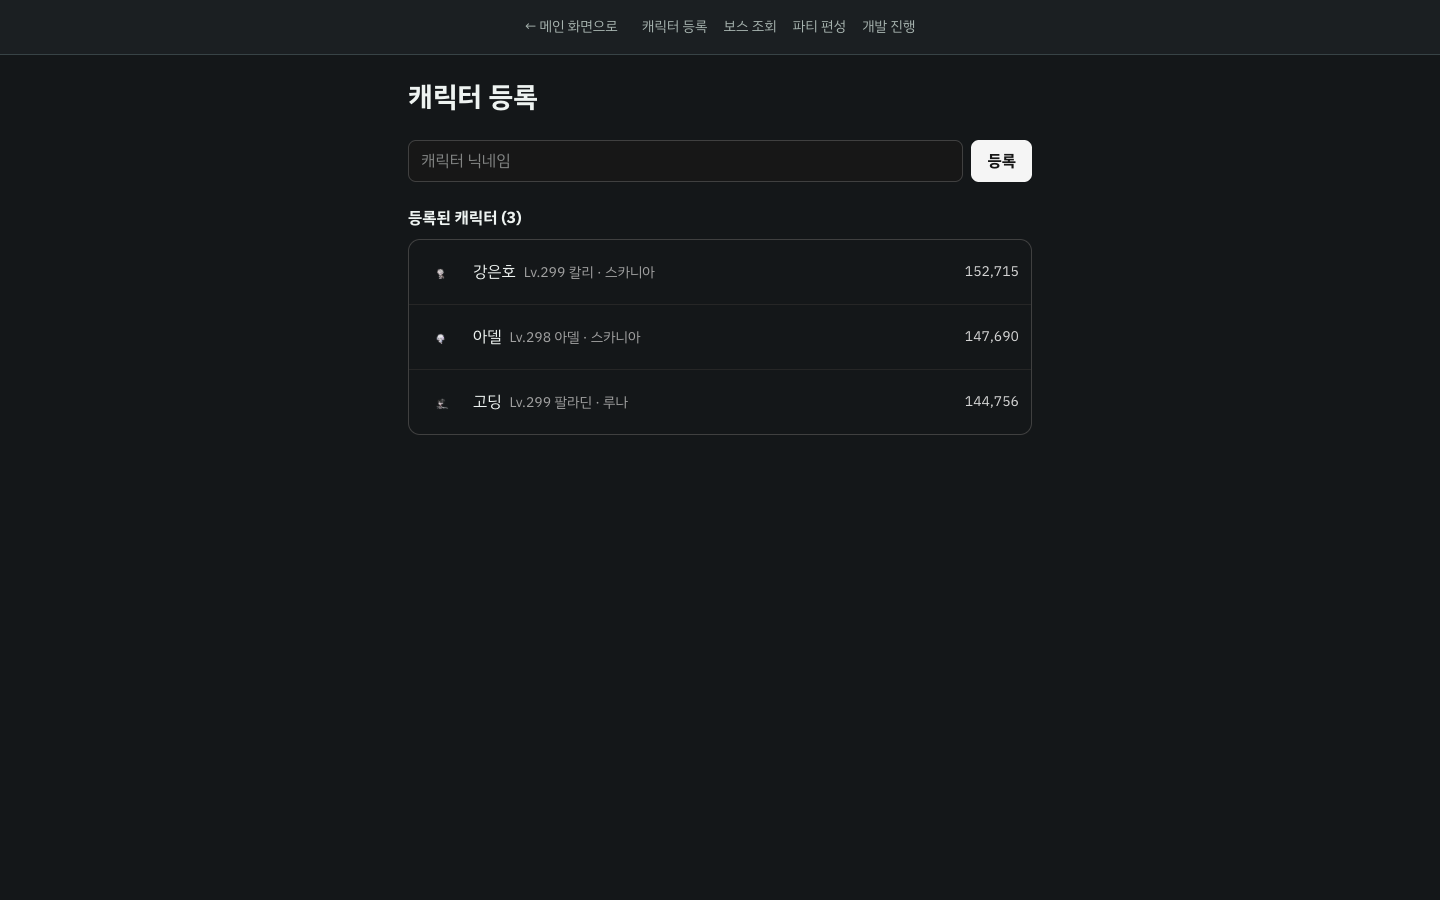 ← 메인 화면으로 캐릭터 등록 보스 조회 파티 편성 개발 진행
캐릭터 등록
캐릭터 닉네임 등록
등록된 캐릭터 (3)
강은호 Lv.299 칼리 · 스카니아 152,715
아델 Lv.298 아델 · 스카니아 147,690
고딩 Lv.299 팔라딘 · 루나 144,756